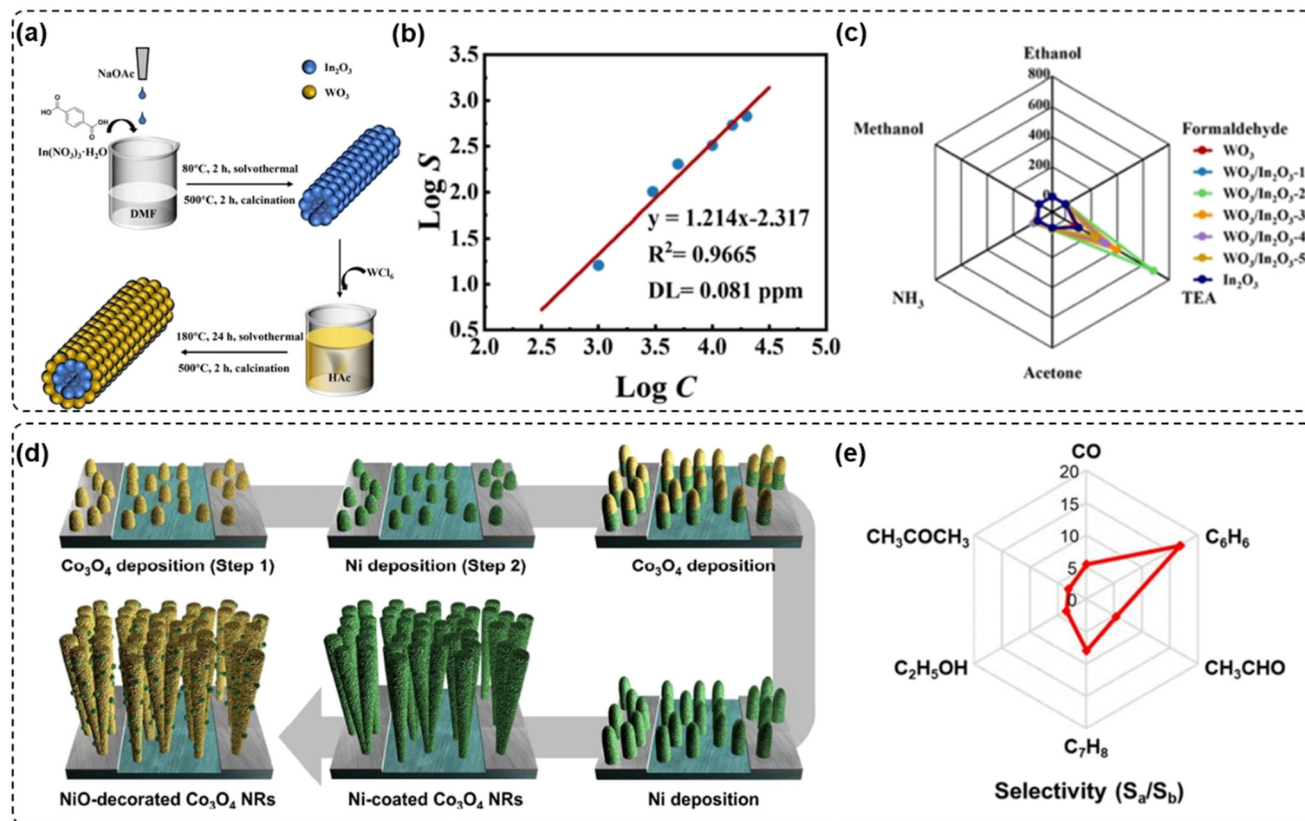 (a)
NaOAc
In₂O₃
WO₃
HO
O
O
OH
In(NO₃)₃·H₂O
DMF
80°C, 2 h, solvothermal
500°C, 2 h, calcination
WCl₆
180°C, 24 h, solvothermal
500°C, 2 h, calcination
HAc
(b)
3.5
3.0
2.5
2.0
1.5
1.0
0.5
Log S
y = 1.214x-2.317
R²= 0.9665
DL= 0.081 ppm
2.0 2.5 3.0 3.5 4.0 4.5 5.0
Log C
(c)
Ethanol
800
600
400
200
0
Methanol
Formaldehyde
WO₃
WO₃/In₂O₃-1
WO₃/In₂O₃-2
WO₃/In₂O₃-3
WO₃/In₂O₃-4
WO₃/In₂O₃-5
In₂O₃
NH₃
TEA
Acetone
(d)
Co₃O₄ deposition (Step 1)
Ni deposition (Step 2)
Co₃O₄ deposition
NiO-decorated Co₃O₄ NRs
Ni-coated Co₃O₄ NRs
Ni deposition
(e)
CO
20
15
10
5
0
CH₃COCH₃
C₆H₆
C₂H₅OH
CH₃CHO
C₇H₈
Selectivity (Sₐ/S_b)